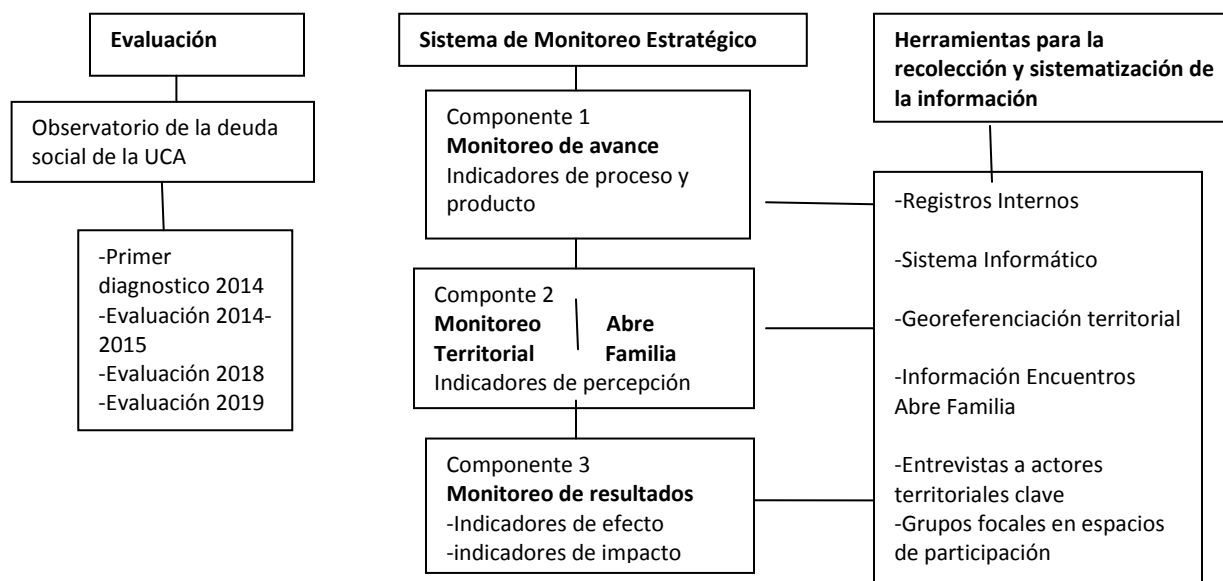 Evaluación
Observatorio de la deuda
social de la UCA
-Primer
diagnostico 2014
-Evaluación 2014-
2015
-Evaluación 2018
-Evaluación 2019
Sistema de Monitoreo Estratégico
Componente 1
Monitoreo de avance
Indicadores de proceso y
producto
Componte 2
Monitoreo Abre
Territorial Familia
Indicadores de percepción
Componente 3
Monitoreo de resultados
-Indicadores de efecto
-indicadores de impacto
Herramientas para la
recolección y sistematización de
la información
-Registros Internos
-Sistema Informático
-Georeferenciación territorial
-Información Encuentros
Abre Familia
-Entrevistas a actores
territoriales clave
-Grupos focales en espacios
de participación